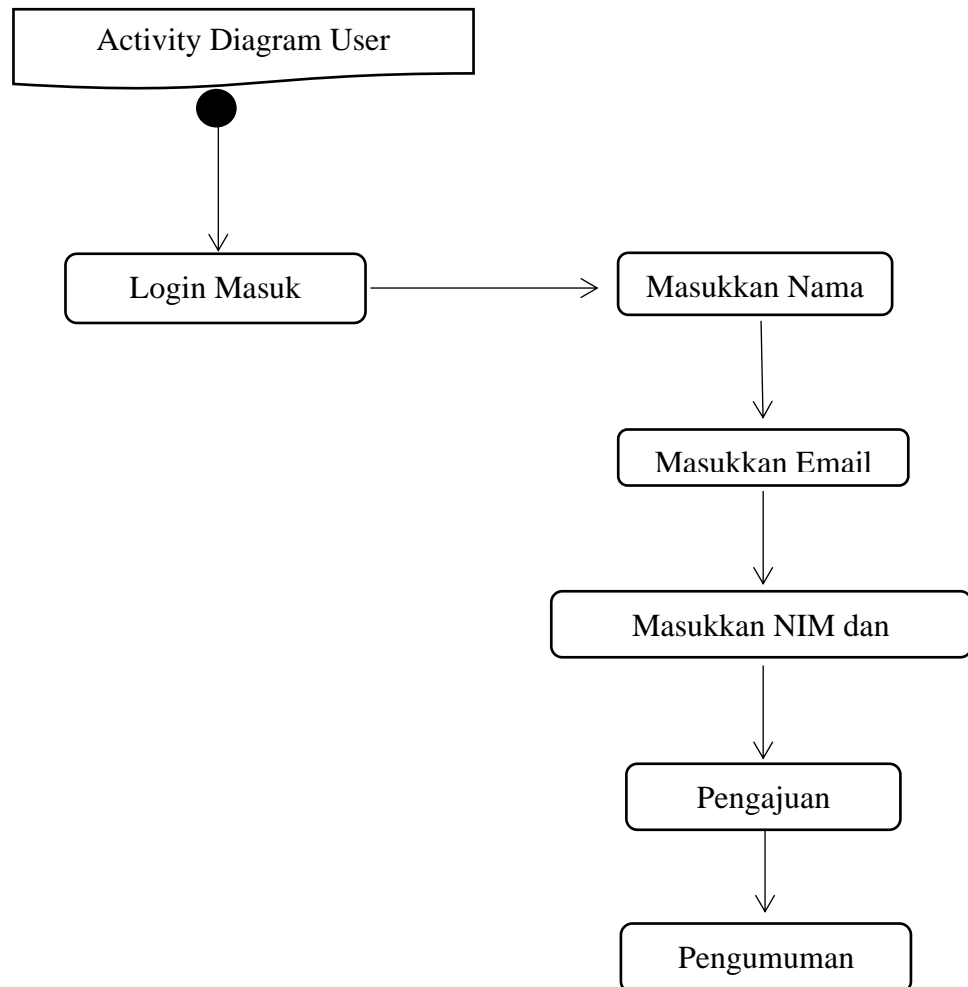 Activity Diagram User
Login Masuk
Masukkan Nama
Masukkan Email
Masukkan NIM dan
Pengajuan
Pengumuman